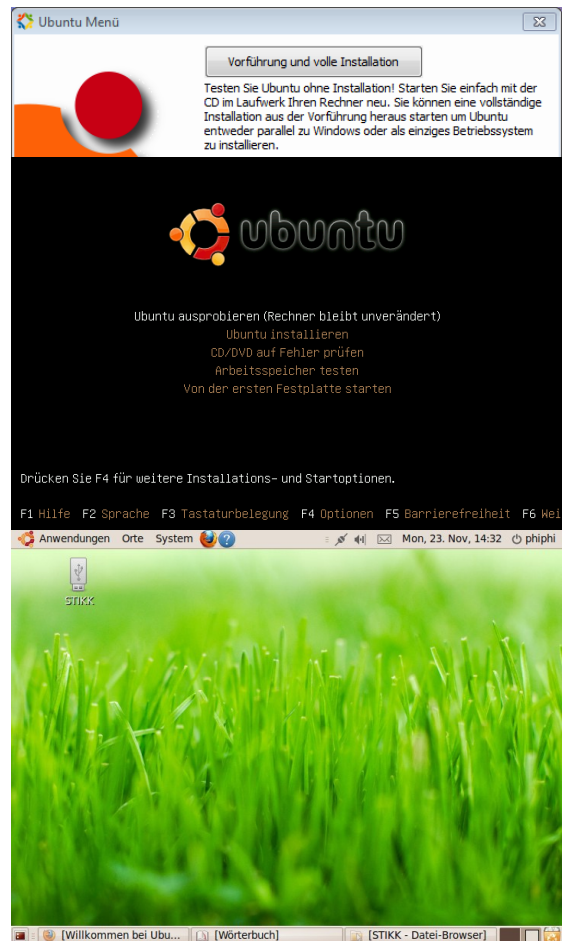 Ubuntu Menü
Vorführung und volle Installation
Testen Sie Ubuntu ohne Installation! Starten Sie einfach mit der
CD im Laufwerk Ihren Rechner neu. Sie können eine vollständige
Installation aus der Vorführung heraus starten um Ubuntu
entweder parallel zu Windows oder als einziges Betriebssystem
zu installieren.
ubuntu
Ubuntu ausprobieren (Rechner bleibt unverändert)
Ubuntu installieren
CD/DVD auf Fehler prüfen
Arbeitsspeicher testen
Von der ersten Festplatte starten
Drücken Sie F4 für weitere Installations- und Startoptionen.
F1 Hilfe F2 Sprache F3 Tastaturbelegung F4 Optionen F5 Barrierefreiheit F6 Wei
Anwendungen Orte System ? Mon, 23. Nov, 14:32 phiphi
STIKK
[Willkommen bei Ubu... [Wörterbuch] [STIKK - Datei-Browser]